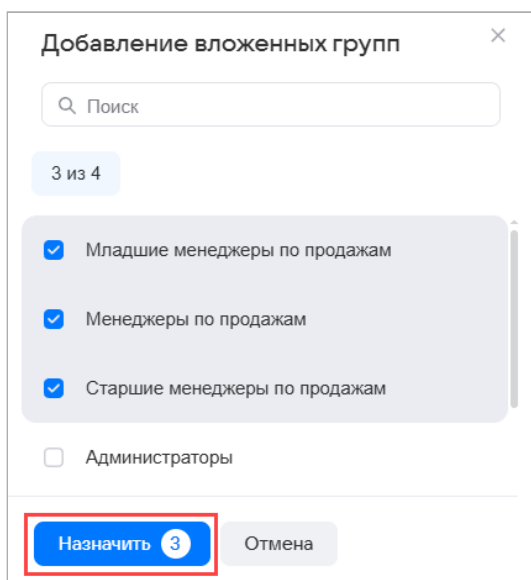 Добавление вложенных групп
Поиск
3 из 4
Младшие менеджеры по продажам
Менеджеры по продажам
Старшие менеджеры по продажам
Администраторы
Назначить 3 Отмена